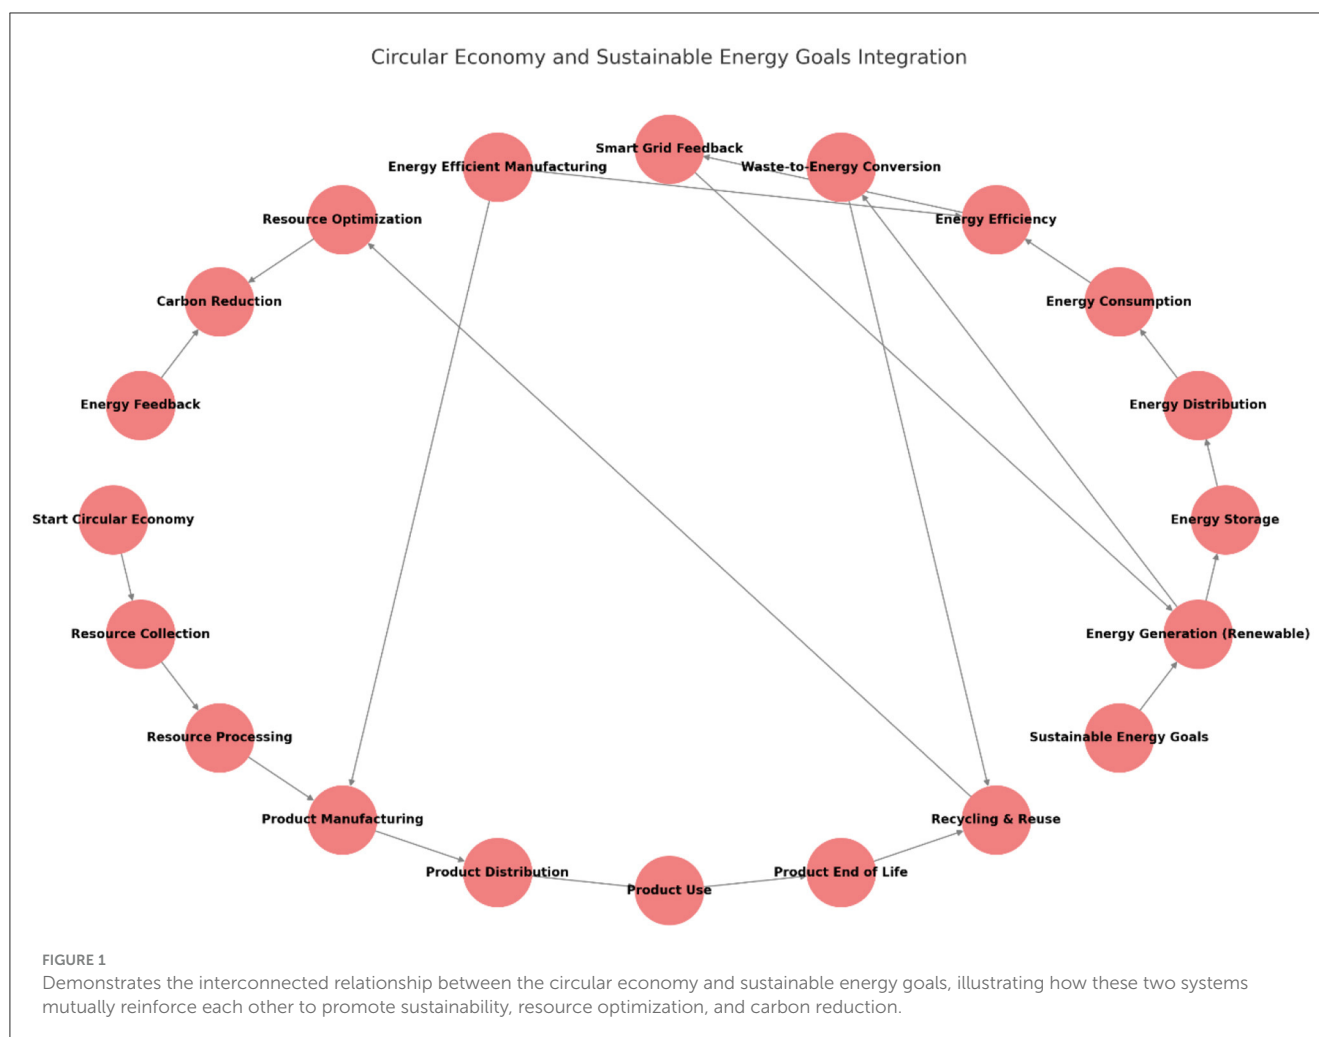 Circular Economy and Sustainable Energy Goals Integration
Smart Grid Feedback
Energy Efficient Manufacturing
Waste-to-Energy Conversion
Resource Optimization
Energy Efficiency
Carbon Reduction
Energy Consumption
Energy Feedback
Energy Distribution
Start Circular Economy
Energy Storage
Resource Collection
Energy Generation (Renewable)
Resource Processing
Sustainable Energy Goals
Product Manufacturing
Recycling & Reuse
Product Distribution
Product End of Life
Product Use
FIGURE 1
Demonstrates the interconnected relationship between the circular economy and sustainable energy goals, illustrating how these two systems
mutually reinforce each other to promote sustainability, resource optimization, and carbon reduction.